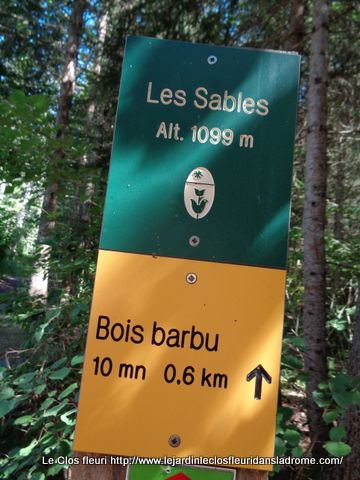 Les Sables
Alt. 1099 m
Bois barbu
10 mn 0.6 km
Le Clos fleuri http://www.lejardinleclosfleuridansladrome.com/